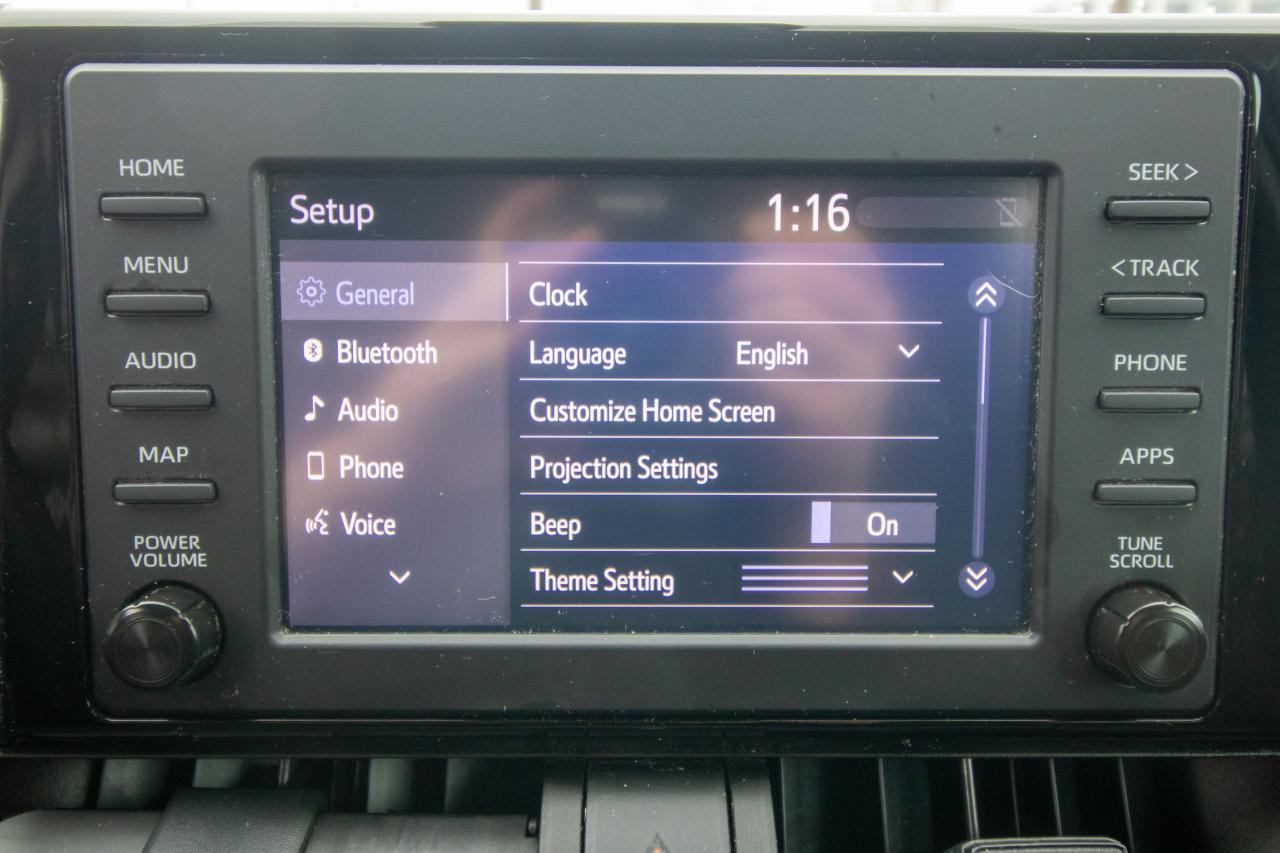 HOME
MENU
AUDIO
MAP
POWER
VOLUME
Setup
1:16
General
Bluetooth
Audio
Phone
Voice
Clock
Language English
Customize Home Screen
Projection Settings
Beep On
Theme Setting
SEEK >
< TRACK
PHONE
APPS
TUNE
SCROLL